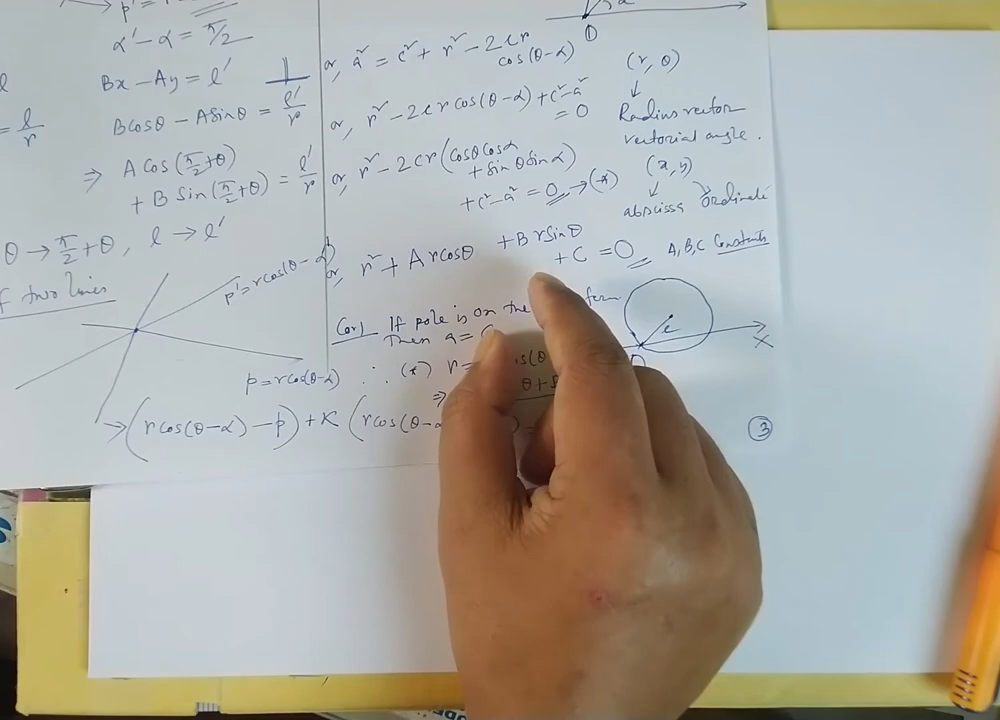 α' − α = π/2
Bx − Ay = l'
B cosθ − A sinθ = l'/r
= l/r
⇒ A cos(π/2+θ)
+ B sin(π/2+θ) = l'/r
θ → π/2+θ, l → l'
f two lines
p' = r cos(θ−α')
p = r cos(θ−α)
→ (r cos(θ−α) − p) + K (r cos(θ−α
or, a² = c² + r² − 2cr
cos(θ−α)
or, r² − 2cr cos(θ−α) + c² − a²
= 0
or, r² − 2cr (cosθ cosα
+ sinθ sinα)
+ c² − a² = 0 → (*)
or, r² + A r cosθ + B r sinθ
+ C = 0 A, B, C Constants
Cor) If pole is on the
Then a = C
∴ (*) r =
θ +
⇒
O
(r, θ)
↓
Radius vector
vectorial angle.
(x, y)
abscissa ordinate
c
X
3